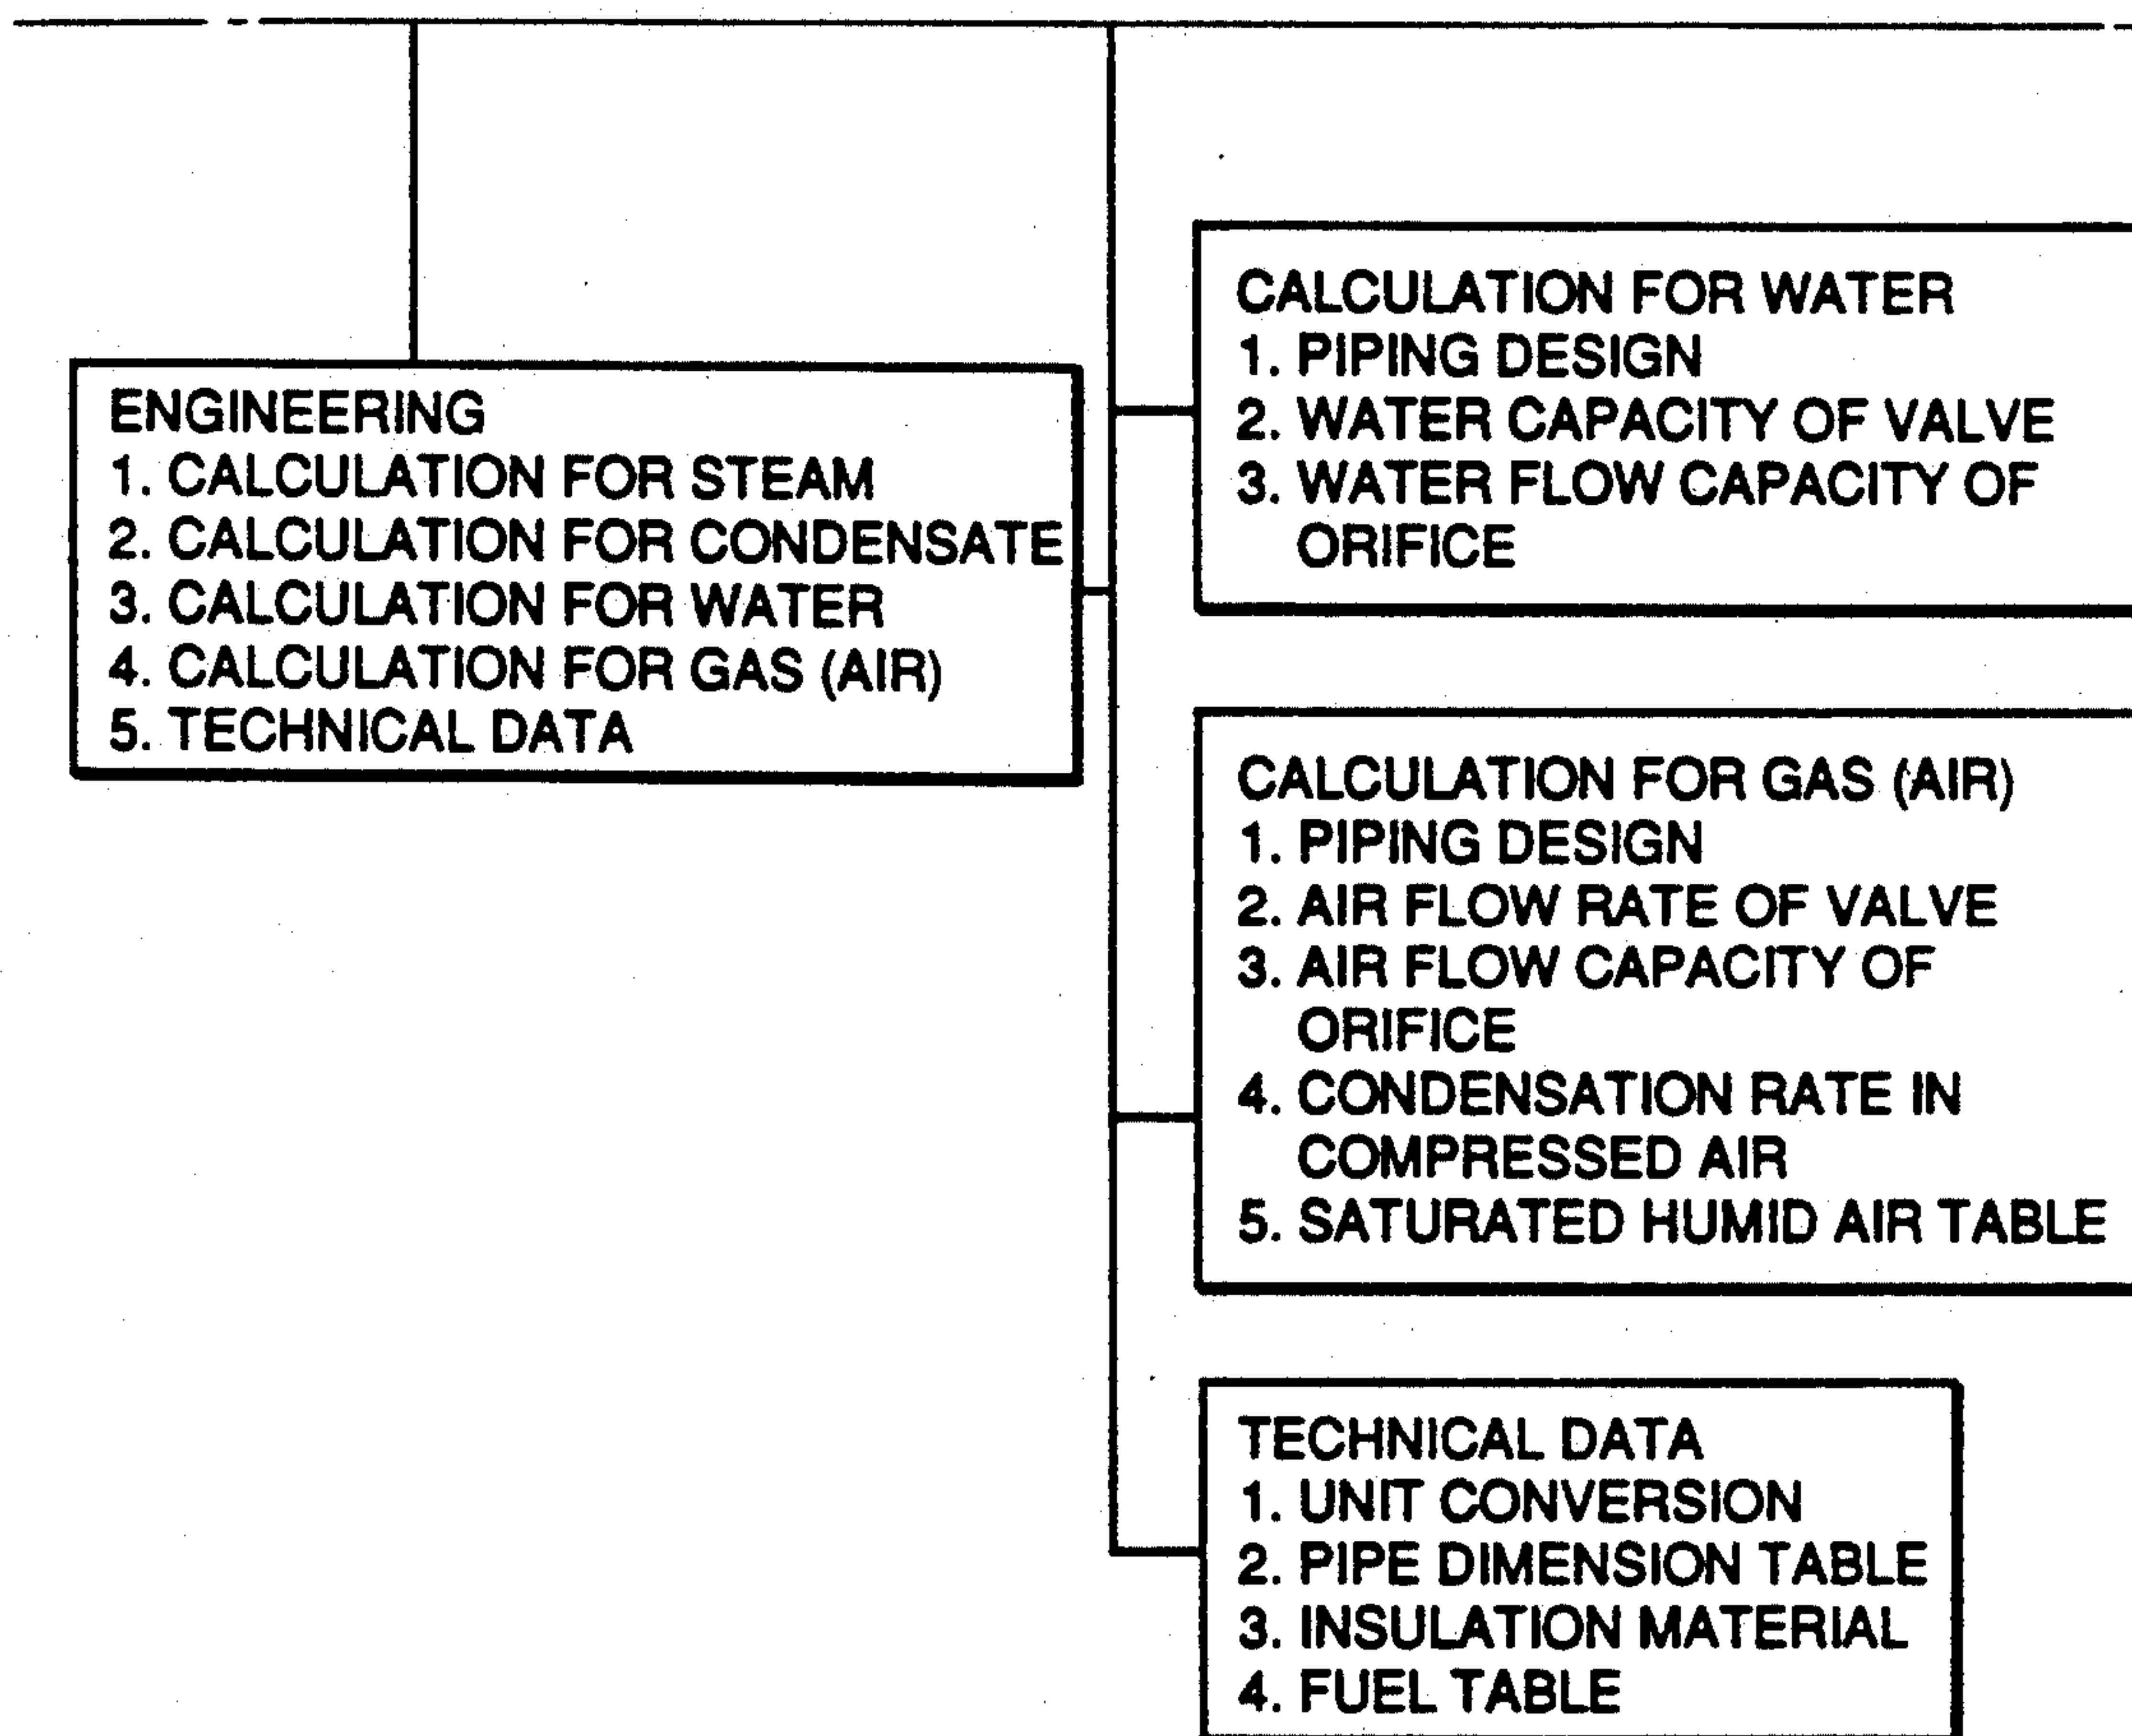 ENGINEERING
1. CALCULATION FOR STEAM
2. CALCULATION FOR CONDENSATE
3. CALCULATION FOR WATER
4. CALCULATION FOR GAS (AIR)
5. TECHNICAL DATA
CALCULATION FOR WATER
1. PIPING DESIGN
2. WATER CAPACITY OF VALVE
3. WATER FLOW CAPACITY OF
ORIFICE
CALCULATION FOR GAS (AIR)
1. PIPING DESIGN
2. AIR FLOW RATE OF VALVE
3. AIR FLOW CAPACITY OF
ORIFICE
4. CONDENSATION RATE IN
COMPRESSED AIR
5. SATURATED HUMID AIR TABLE
TECHNICAL DATA
1. UNIT CONVERSION
2. PIPE DIMENSION TABLE
3. INSULATION MATERIAL
4. FUEL TABLE